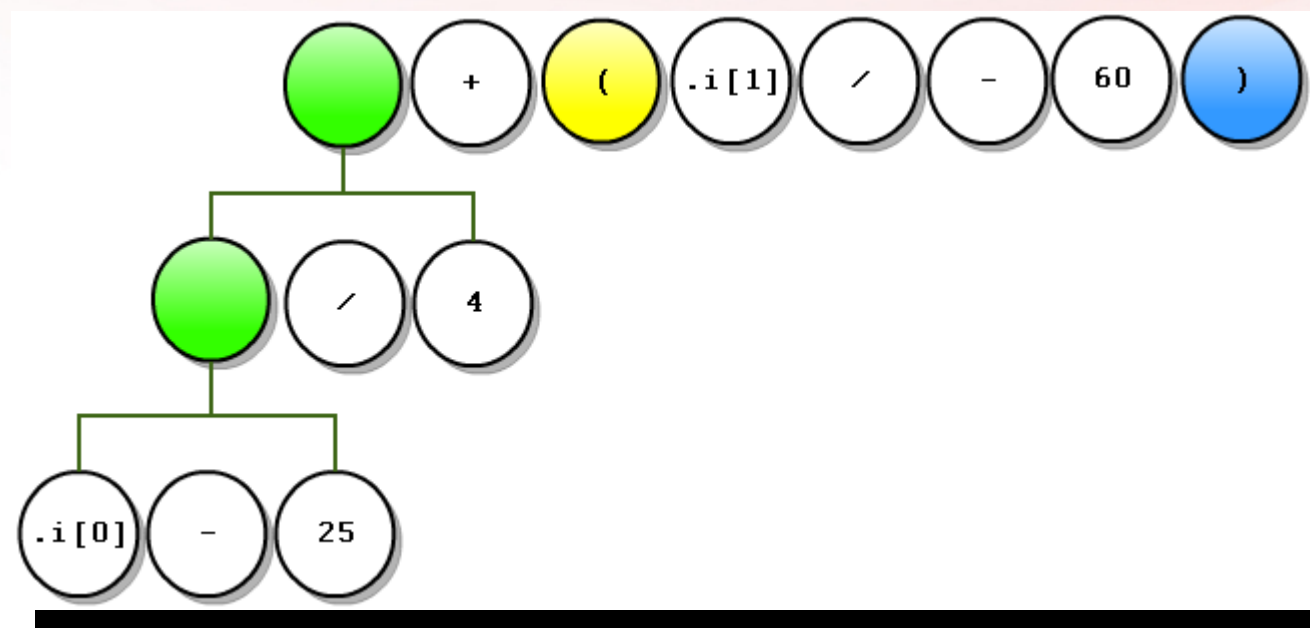 + ( .i[1] / - 60 )
/ 4
.i[0] - 25